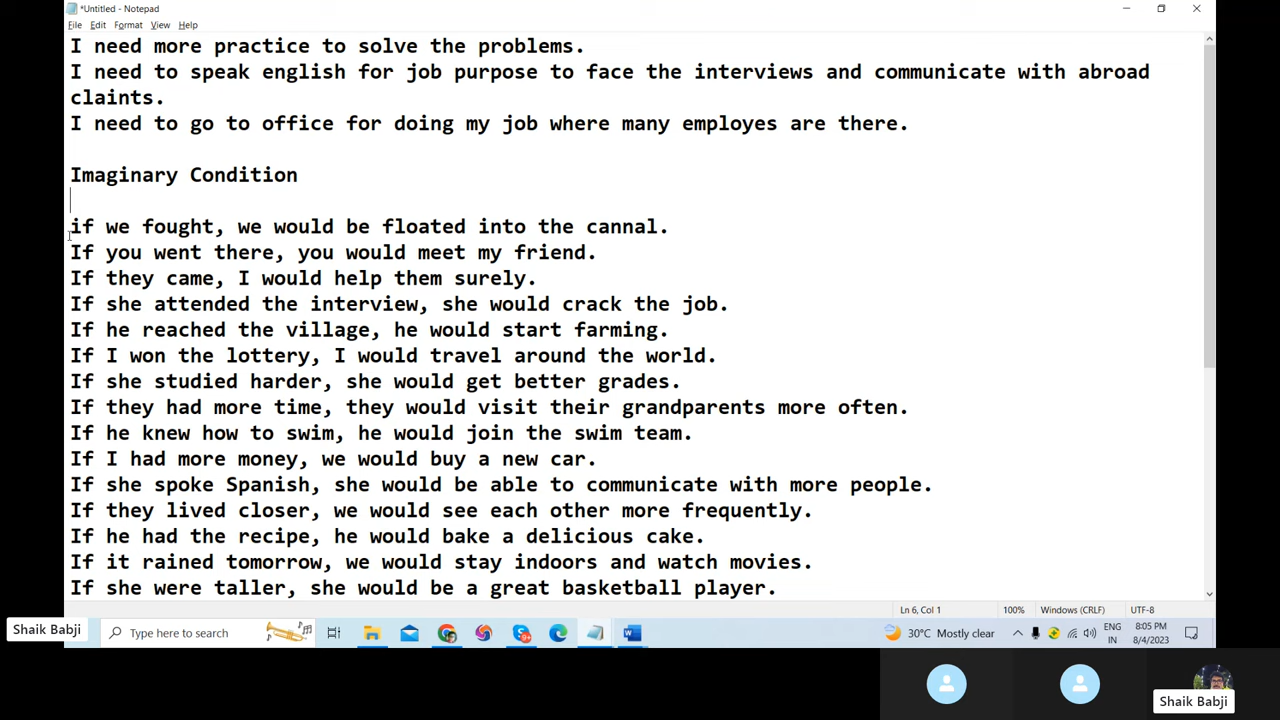 *Untitled - Notepad
File Edit Format View Help
I need more practice to solve the problems.
I need to speak english for job purpose to face the interviews and communicate with abroad
claints.
I need to go to office for doing my job where many employes are there.
Imaginary Condition
if we fought, we would be floated into the cannal.
If you went there, you would meet my friend.
If they came, I would help them surely.
If she attended the interview, she would crack the job.
If he reached the village, he would start farming.
If I won the lottery, I would travel around the world.
If she studied harder, she would get better grades.
If they had more time, they would visit their grandparents more often.
If he knew how to swim, he would join the swim team.
If I had more money, we would buy a new car.
If she spoke Spanish, she would be able to communicate with more people.
If they lived closer, we would see each other more frequently.
If he had the recipe, he would bake a delicious cake.
If it rained tomorrow, we would stay indoors and watch movies.
If she were taller, she would be a great basketball player.
Ln 6, Col 1 100% Windows (CRLF) UTF-8
Shaik Babji
Type here to search
30°C Mostly clear
ENG
IN
8:05 PM
8/4/2023
Shaik Babji